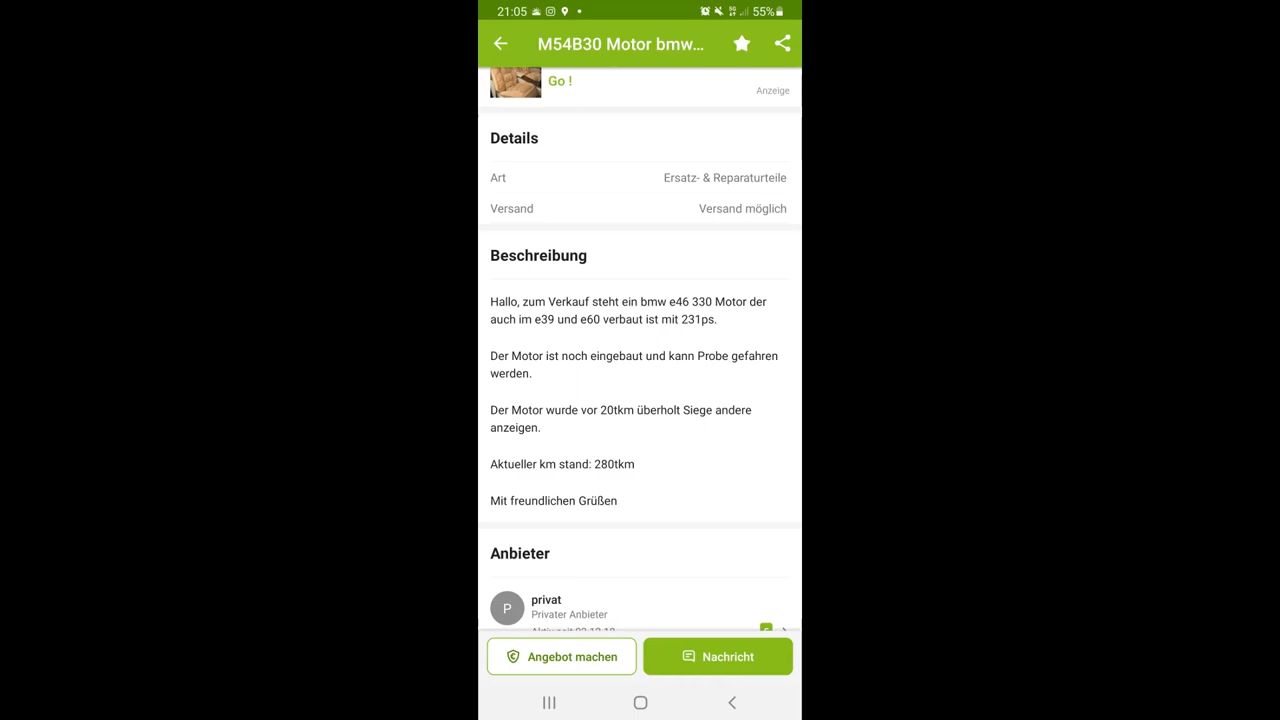 21:05
5G
55%
M54B30 Motor bmw...
Go !
Anzeige
Details
Art Ersatz- & Reparaturteile
Versand Versand möglich
Beschreibung
Hallo, zum Verkauf steht ein bmw e46 330 Motor der
auch im e39 und e60 verbaut ist mit 231ps.
Der Motor ist noch eingebaut und kann Probe gefahren
werden.
Der Motor wurde vor 20tkm überholt Siege andere
anzeigen.
Aktueller km stand: 280tkm
Mit freundlichen Grüßen
Anbieter
P
privat
Privater Anbieter
Angebot machen
Nachricht